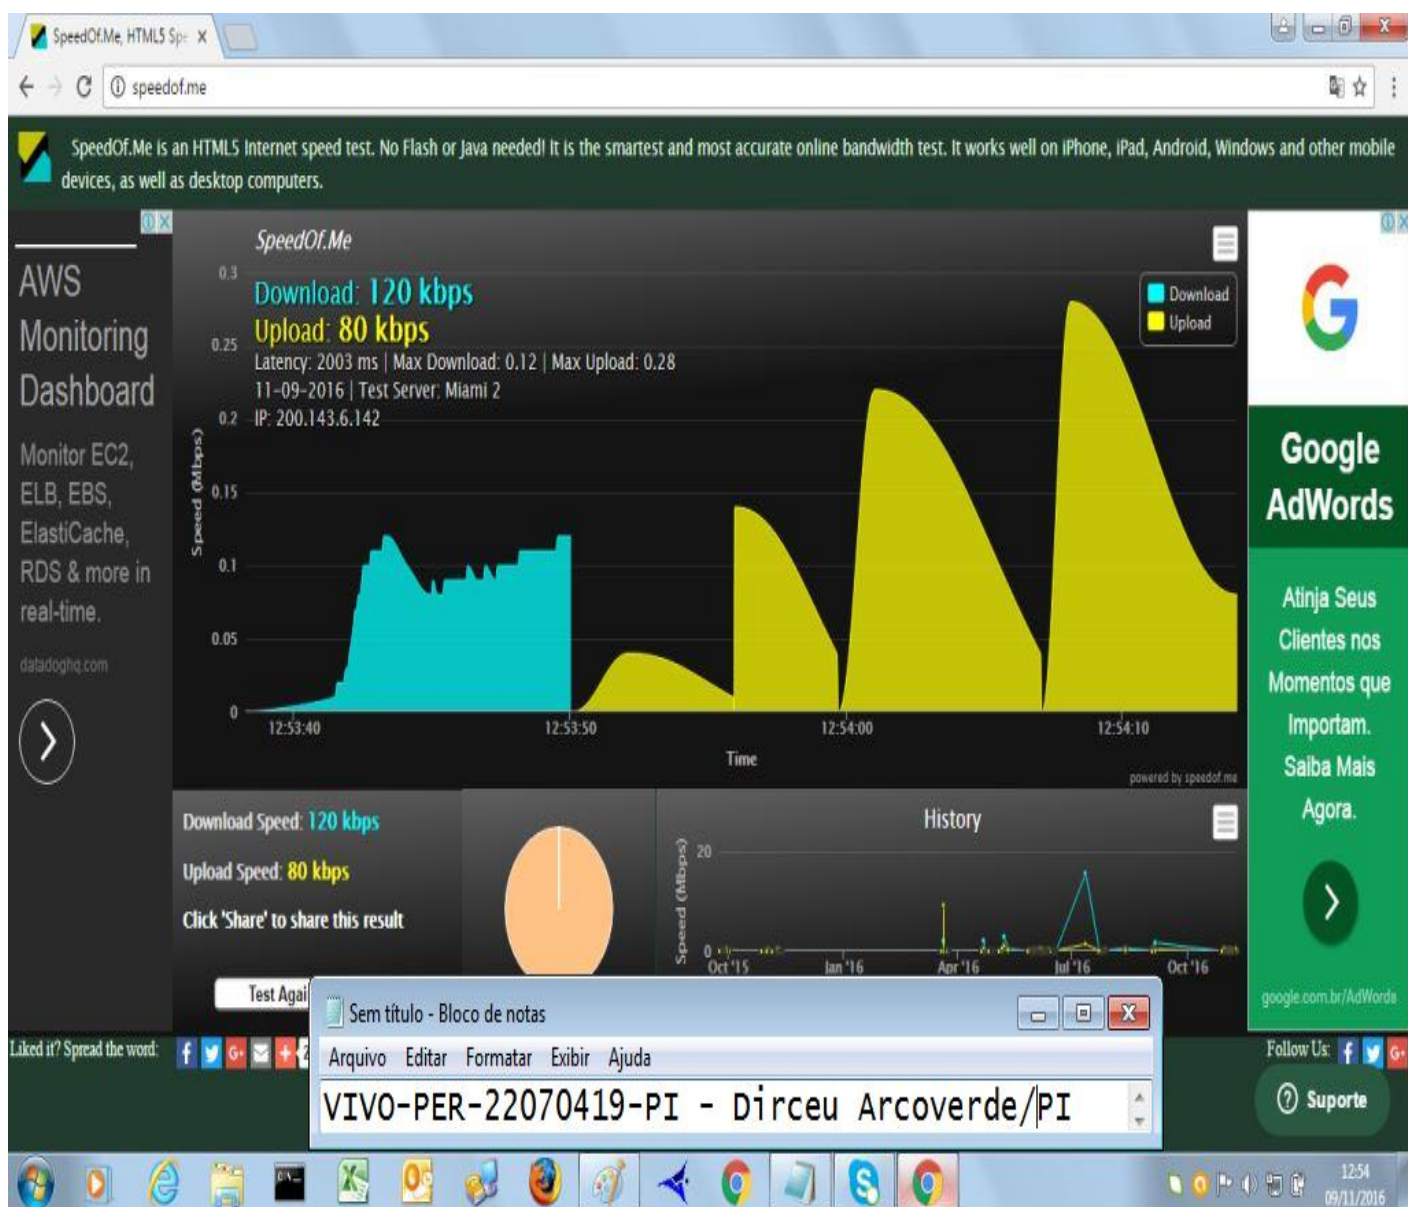 SpeedOf.Me, HTML5 Spe
speedof.me
SpeedOf.Me is an HTML5 Internet speed test. No Flash or Java needed! It is the smartest and most accurate online bandwidth test. It works well on iPhone, iPad, Android, Windows and other mobile
devices, as well as desktop computers.
AWS
Monitoring
Dashboard
Monitor EC2,
ELB, EBS,
ElastiCache,
RDS & more in
real-time.
datadoghq.com
SpeedOf.Me
Download: 120 kbps
Upload: 80 kbps
Latency: 2003 ms | Max Download: 0.12 | Max Upload: 0.28
11-09-2016 | Test Server: Miami 2
IP: 200.143.6.142
Download
Upload
Speed (Mbps)
0.3
0.25
0.2
0.15
0.1
0.05
0
12:53:40 12:53:50 12:54:00 12:54:10
Time
powered by speedof.me
Google
AdWords
Atinja Seus
Clientes nos
Momentos que
Importam.
Saiba Mais
Agora.
google.com.br/AdWords
Download Speed: 120 kbps
Upload Speed: 80 kbps
Click 'Share' to share this result
Test Agai
History
Speed (Mbps)
20
0
Oct '15 Jan '16 Apr '16 Jul '16 Oct '16
Liked it? Spread the word:
Follow Us:
Suporte
Sem título - Bloco de notas
Arquivo Editar Formatar Exibir Ajuda
VIVO-PER-22070419-PI - Dirceu Arcoverde/PI
12:54
09/11/2016